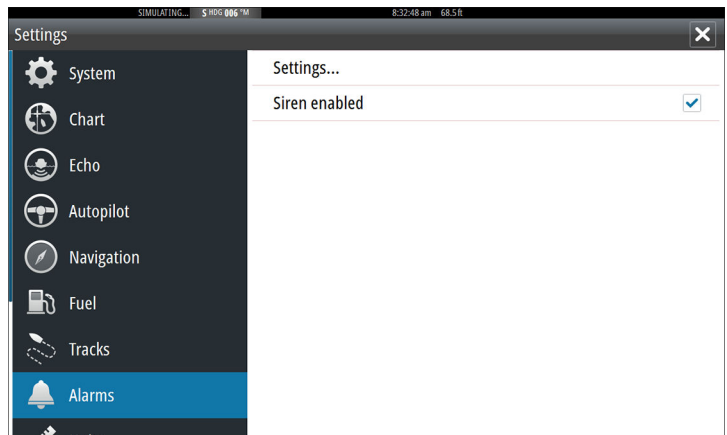 SIMULATING... S HDG 006 °M 8:32:48 am 68.5 ft
Settings
System
Chart
Echo
Autopilot
Navigation
Fuel
Tracks
Alarms
Settings...
Siren enabled